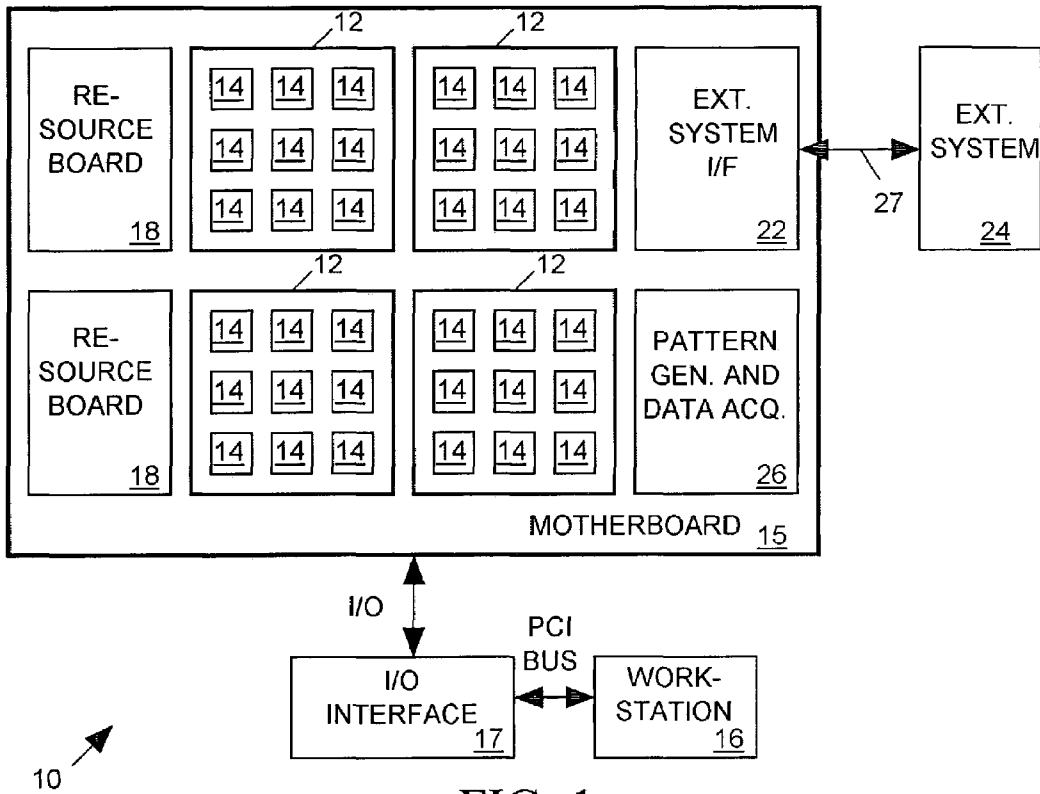 12 12
RE-
SOURCE
BOARD
18
14 14 14
14 14 14
14 14 14
14 14 14
14 14 14
14 14 14
EXT.
SYSTEM
I/F
22
27
EXT.
SYSTEM
24
12 12
RE-
SOURCE
BOARD
18
14 14 14
14 14 14
14 14 14
14 14 14
14 14 14
14 14 14
PATTERN
GEN. AND
DATA ACQ.
26
MOTHERBOARD 15
I/O
I/O
INTERFACE
17
PCI
BUS
WORK-
STATION
16
10